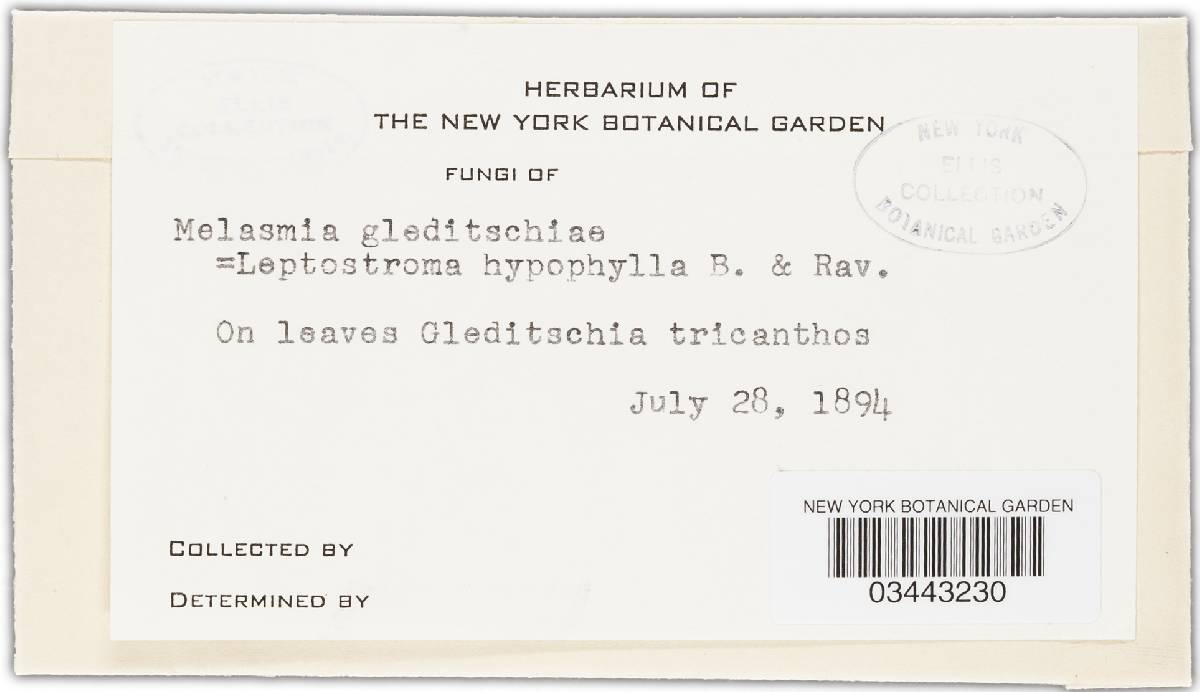 HERBARIUM OF
THE NEW YORK BOTANICAL GARDEN
FUNGI OF
NEW YORK
ELLIS
COLLECTION
BOTANICAL GARDEN
Melasmia gleditschiae
=Leptostroma hypophylla B. & Rav.
On leaves Gleditschia tricanthos
July 28, 1894
NEW YORK BOTANICAL GARDEN
03443230
COLLECTED BY
DETERMINED BY